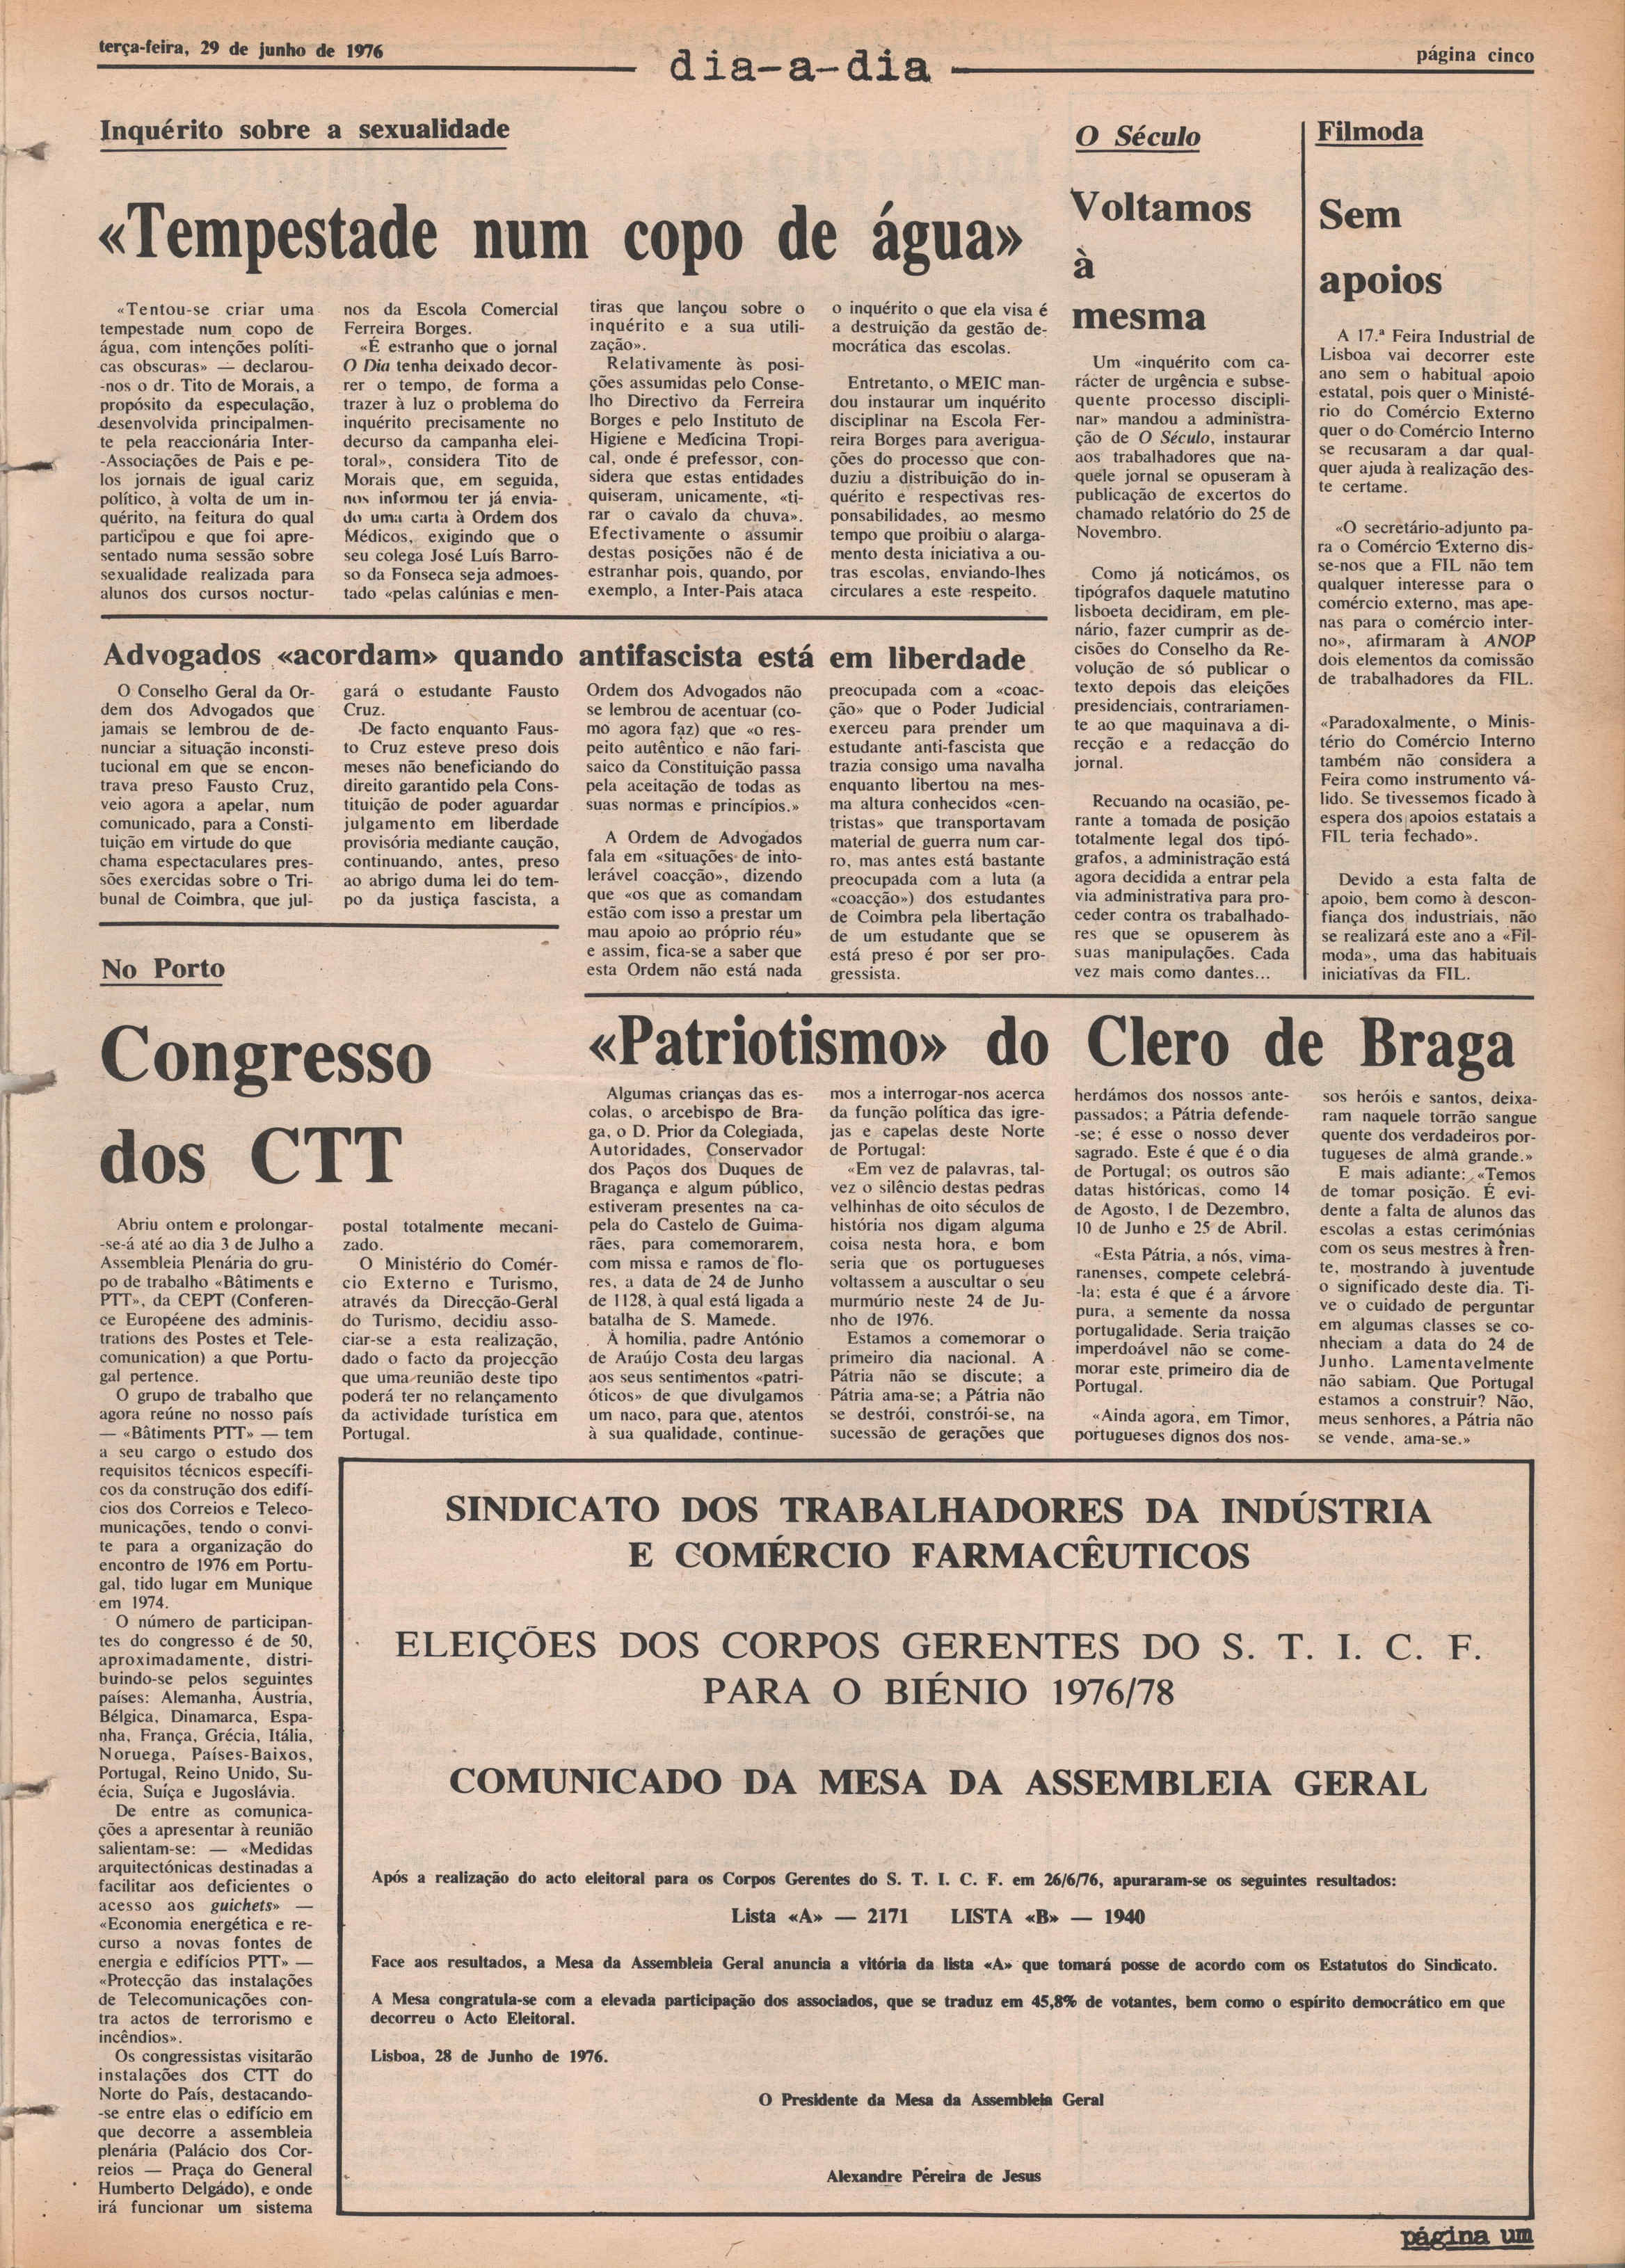 terça-feira, 29 de junho de 1976
dia-a-dia
página cinco
Inquérito sobre a sexualidade
«Tempestade num copo de água»
«Tentou-se criar uma
tempestade num copo de
água, com intenções políti-
cas obscuras» — declarou-
-nos o dr. Tito de Morais, a
propósito da especulação,
desenvolvida principalmen-
te pela reaccionária Inter-
-Associações de Pais e pe-
los jornais de igual cariz
político, à volta de um in-
quérito, na feitura do qual
participou e que foi apre-
sentado numa sessão sobre
sexualidade realizada para
alunos dos cursos noctur-
nos da Escola Comercial
Ferreira Borges.
«É estranho que o jornal
O Dia tenha deixado decor-
rer o tempo, de forma a
trazer à luz o problema do
inquérito precisamente no
decurso da campanha elei-
toral», considera Tito de
Morais que, em seguida,
nos informou ter já envia-
do uma carta à Ordem dos
Médicos, exigindo que o
seu colega José Luís Barro-
so da Fonseca seja admoes-
tado «pelas calúnias e men-
tiras que lançou sobre o
inquérito e a sua utili-
zação».
Relativamente às posi-
ções assumidas pelo Conse-
lho Directivo da Ferreira
Borges e pelo Instituto de
Higiene e Medicina Tropi-
cal, onde é prefessor, con-
sidera que estas entidades
quiseram, unicamente, «ti-
rar o cavalo da chuva».
Efectivamente o assumir
destas posições não é de
estranhar pois, quando, por
exemplo, a Inter-Pais ataca
o inquérito o que ela visa é
a destruição da gestão de-
mocrática das escolas.
Entretanto, o MEIC man-
dou instaurar um inquérito
disciplinar na Escola Fer-
reira Borges para averigua-
ções do processo que con-
duziu a distribuição do in-
quérito e respectivas res-
ponsabilidades, ao mesmo
tempo que proibiu o alarga-
mento desta iniciativa a ou-
tras escolas, enviando-lhes
circulares a este respeito.
O Século
Voltamos
à
mesma
Um «inquérito com ca-
rácter de urgência e subse-
quente processo discipli-
nar» mandou a administra-
ção de O Século, instaurar
aos trabalhadores que na-
quele jornal se opuseram à
publicação de excertos do
chamado relatório do 25 de
Novembro.
Como já noticámos, os
tipógrafos daquele matutino
lisboeta decidiram, em ple-
nário, fazer cumprir as de-
cisões do Conselho da Re-
volução de só publicar o
texto depois das eleições
presidenciais, contrariamen-
te ao que maquinava a di-
recção e a redacção do
jornal.
Recuando na ocasião, pe-
rante a tomada de posição
totalmente legal dos tipó-
grafos, a administração está
agora decidida a entrar pela
via administrativa para pro-
ceder contra os trabalhado-
res que se opuserem às
suas manipulações. Cada
vez mais como dantes...
Filmoda
Sem
apoios
A 17.ª Feira Industrial de
Lisboa vai decorrer este
ano sem o habitual apoio
estatal, pois quer o Ministé-
rio do Comércio Externo
quer o do Comércio Interno
se recusaram a dar qual-
quer ajuda à realização des-
te certame.
«O secretário-adjunto pa-
ra o Comércio Externo dis-
se-nos que a FIL não tem
qualquer interesse para o
comércio externo, mas ape-
nas para o comércio inter-
no», afirmaram à ANOP
dois elementos da comissão
de trabalhadores da FIL.
«Paradoxalmente, o Minis-
tério do Comércio Interno
também não considera a
Feira como instrumento vá-
lido. Se tivessemos ficado à
espera dos apoios estatais a
FIL teria fechado».
Devido a esta falta de
apoio, bem como à descon-
fiança dos industriais, não
se realizará este ano a «Fil-
moda», uma das habituais
iniciativas da FIL.
Advogados «acordam» quando antifascista está em liberdade
O Conselho Geral da Or-
dem dos Advogados que
jamais se lembrou de de-
nunciar a situação inconsti-
tucional em que se encon-
trava preso Fausto Cruz,
veio agora a apelar, num
comunicado, para a Consti-
tuição em virtude do que
chama espectaculares pres-
sões exercidas sobre o Tri-
bunal de Coimbra, que jul-
gará o estudante Fausto
Cruz.
De facto enquanto Faus-
to Cruz esteve preso dois
meses não beneficiando do
direito garantido pela Cons-
tituição de poder aguardar
julgamento em liberdade
provisória mediante caução,
continuando, antes, preso
ao abrigo duma lei do tem-
po da justiça fascista, a
Ordem dos Advogados não
se lembrou de acentuar (co-
mo agora faz) que «o res-
peito autêntico e não fari-
saico da Constituição passa
pela aceitação de todas as
suas normas e princípios.»
A Ordem de Advogados
fala em «situações de into-
lerável coacção», dizendo
que «os que as comandam
estão com isso a prestar um
mau apoio ao próprio réu»
e assim, fica-se a saber que
esta Ordem não está nada
preocupada com a «coac-
ção» que o Poder Judicial
exerceu para prender um
estudante anti-fascista que
trazia consigo uma navalha
enquanto libertou na mes-
ma altura conhecidos «cen-
tristas» que transportavam
material de guerra num car-
ro, mas antes está bastante
preocupada com a luta (a
«coacção») dos estudantes
de Coimbra pela libertação
de um estudante que se
está preso é por ser pro-
gressista.
No Porto
Congresso
dos CTT
Abriu ontem e prolongar-
-se-á até ao dia 3 de Julho a
Assembleia Plenária do gru-
po de trabalho «Bâtiments e
PTT», da CEPT (Conferen-
ce Européene des adminis-
trations des Postes et Tele-
comunication) a que Portu-
gal pertence.
O grupo de trabalho que
agora reúne no nosso país
— «Bâtiments PTT» — tem
a seu cargo o estudo dos
requisitos técnicos específi-
cos da construção dos edifí-
cios dos Correios e Teleco-
municações, tendo o convi-
te para a organização do
encontro de 1976 em Portu-
gal, tido lugar em Munique
em 1974.
O número de participan-
tes do congresso é de 50,
aproximadamente, distri-
buindo-se pelos seguintes
países: Alemanha, Áustria,
Bélgica, Dinamarca, Espa-
nha, França, Grécia, Itália,
Noruega, Países-Baixos,
Portugal, Reino Unido, Su-
écia, Suíça e Jugoslávia.
De entre as comunica-
ções a apresentar à reunião
salientam-se: — «Medidas
arquitectónicas destinadas a
facilitar aos deficientes o
acesso aos guichets» —
«Economia energética e re-
curso a novas fontes de
energia e edifícios PTT» —
«Protecção das instalações
de Telecomunicações con-
tra actos de terrorismo e
incêndios».
Os congressistas visitarão
instalações dos CTT do
Norte do País, destacando-
-se entre elas o edifício em
que decorre a assembleia
plenária (Palácio dos Cor-
reios — Praça do General
Humberto Delgádo), e onde
irá funcionar um sistema
postal totalmente mecani-
zado.
O Ministério do Comér-
cio Externo e Turismo,
através da Direcção-Geral
do Turismo, decidiu asso-
ciar-se a esta realização,
dado o facto da projecção
que uma reunião deste tipo
poderá ter no relançamento
da actividade turística em
Portugal.
«Patriotismo» do Clero de Braga
Algumas crianças das es-
colas, o arcebispo de Bra-
ga, o D. Prior da Colegiada,
Autoridades, Conservador
dos Paços dos Duques de
Bragança e algum público,
estiveram presentes na ca-
pela do Castelo de Guima-
rães, para comemorarem,
com missa e ramos de flo-
res, a data de 24 de Junho
de 1128, à qual está ligada a
batalha de S. Mamede.
À homilia, padre António
de Araújo Costa deu largas
aos seus sentimentos «patri-
óticos» de que divulgamos
um naco, para que, atentos
à sua qualidade, continue-
mos a interrogar-nos acerca
da função política das igre-
jas e capelas deste Norte
de Portugal:
«Em vez de palavras, tal-
vez o silêncio destas pedras
velhinhas de oito séculos de
história nos digam alguma
coisa nesta hora, e bom
seria que os portugueses
voltassem a auscultar o seu
murmúrio neste 24 de Ju-
nho de 1976.
Estamos a comemorar o
primeiro dia nacional. A
Pátria não se discute; a
Pátria ama-se; a Pátria não
se destrói, constrói-se, na
sucessão de gerações que
herdámos dos nossos ante-
passados; a Pátria defende-
-se; é esse o nosso dever
sagrado. Este é que é o dia
de Portugal; os outros são
datas históricas, como 14
de Agosto, 1 de Dezembro,
10 de Junho e 25 de Abril.
«Esta Pátria, a nós, vima-
ranenses, compete celebrá-
-la; esta é que é a árvore
pura, a semente da nossa
portugalidade. Seria traição
imperdoável não se come-
morar este primeiro dia de
Portugal.
«Ainda agora, em Timor,
portugueses dignos dos nos-
sos heróis e santos, deixa-
ram naquele torrão sangue
quente dos verdadeiros por-
tugueses de alma grande.»
E mais adiante: «Temos
de tomar posição. É evi-
dente a falta de alunos das
escolas a estas cerimónias
com os seus mestres à fren-
te, mostrando à juventude
o significado deste dia. Ti-
ve o cuidado de perguntar
em algumas classes se co-
nheciam a data do 24 de
Junho. Lamentavelmente
não sabiam. Que Portugal
estamos a construir? Não,
meus senhores, a Pátria não
se vende, ama-se.»
SINDICATO DOS TRABALHADORES DA INDÚSTRIA
E COMÉRCIO FARMACÊUTICOS
ELEIÇÕES DOS CORPOS GERENTES DO S. T. I. C. F.
PARA O BIÉNIO 1976/78
COMUNICADO DA MESA DA ASSEMBLEIA GERAL
Após a realização do acto eleitoral para os Corpos Gerentes do S. T. I. C. F. em 26/6/76, apuraram-se os seguintes resultados:
Lista «A» — 2171 LISTA «B» — 1940
Face aos resultados, a Mesa da Assembleia Geral anuncia a vitória da lista «A» que tomará posse de acordo com os Estatutos do Sindicato.
A Mesa congratula-se com a elevada participação dos associados, que se traduz em 45,8% de votantes, bem como o espírito democrático em que
decorreu o Acto Eleitoral.
Lisboa, 28 de Junho de 1976.
O Presidente da Mesa da Assembleia Geral
Alexandre Pereira de Jesus
página um